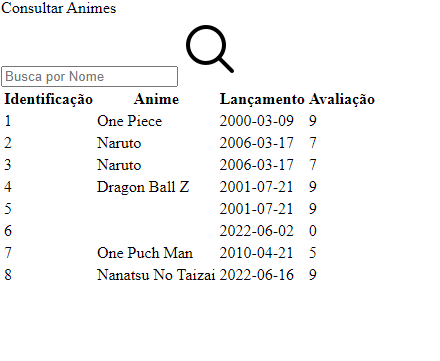 Consultar Animes
Busca por Nome
Identificação Anime Lançamento Avaliação
1 One Piece 2000-03-09 9
2 Naruto 2006-03-17 7
3 Naruto 2006-03-17 7
4 Dragon Ball Z 2001-07-21 9
5 2001-07-21 9
6 2022-06-02 0
7 One Puch Man 2010-04-21 5
8 Nanatsu No Taizai 2022-06-16 9